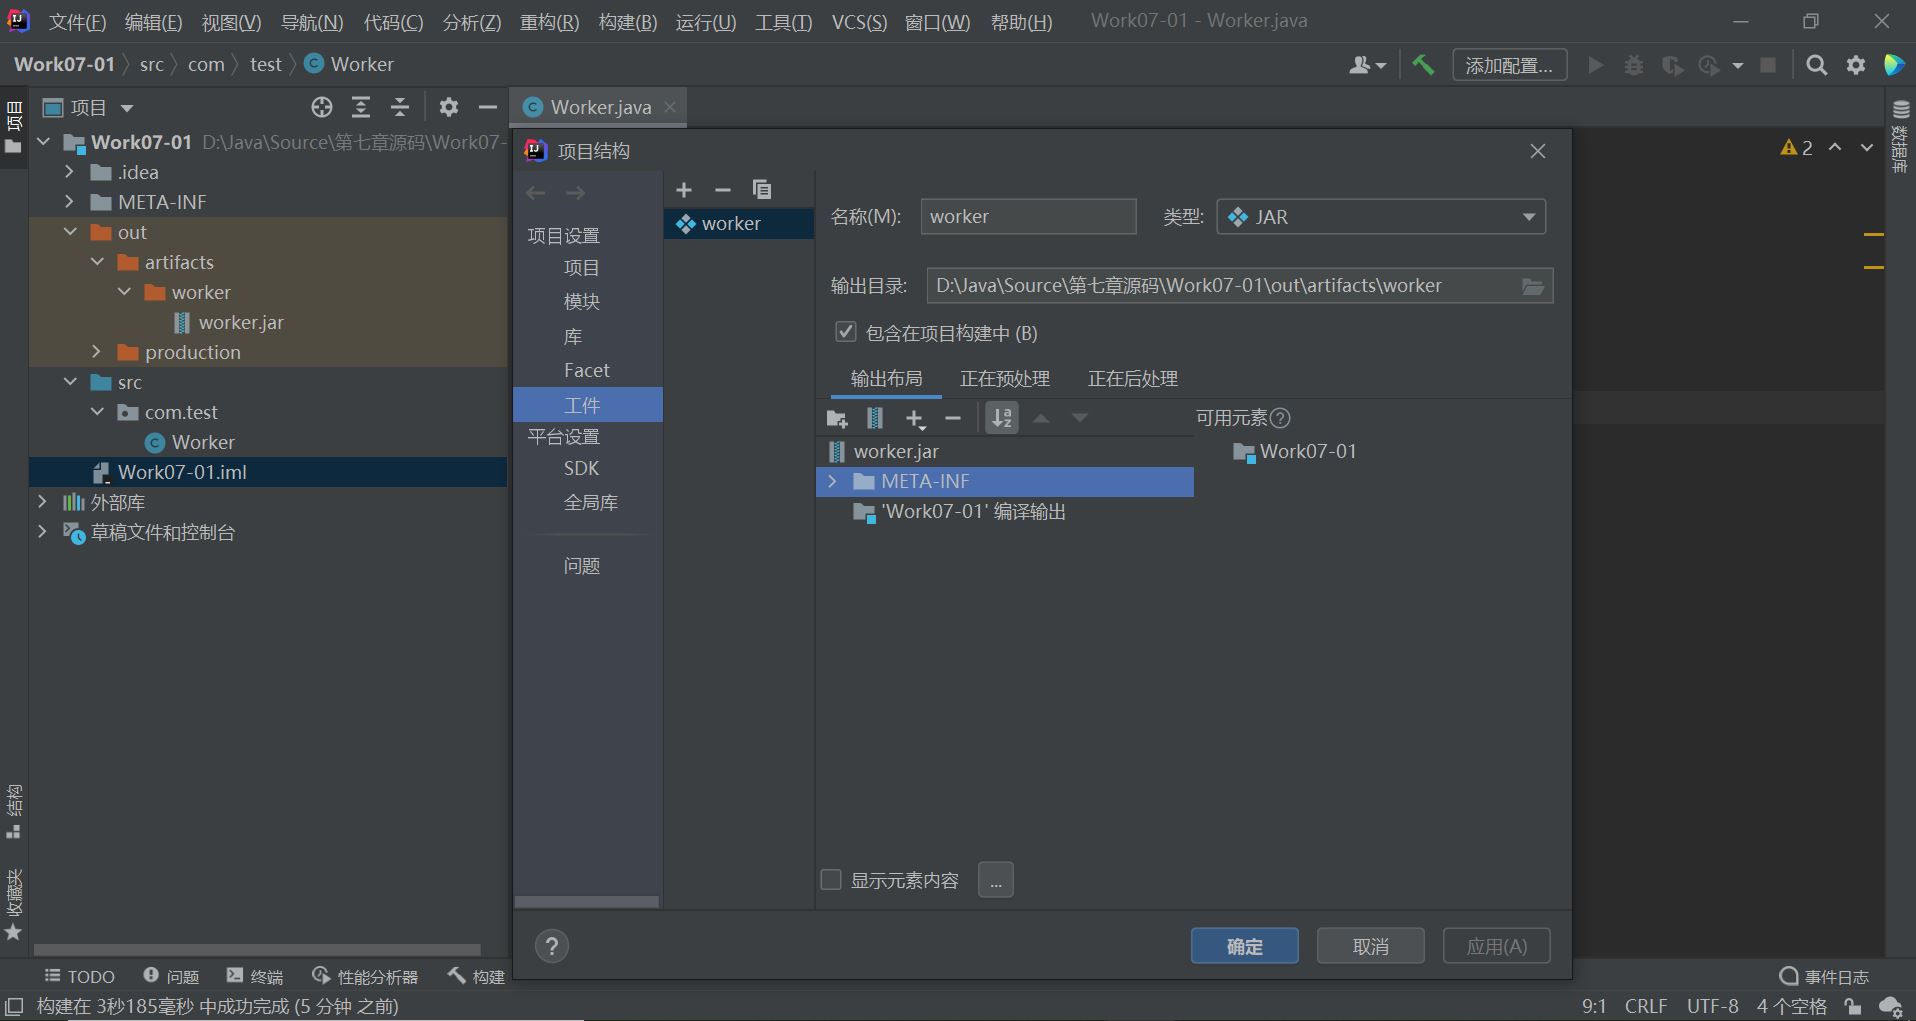 文件(F) 编辑(E) 视图(V) 导航(N) 代码(C) 分析(Z) 重构(R) 构建(B) 运行(U) 工具(T) VCS(S) 窗口(W) 帮助(H) Work07-01 - Worker.java
Work07-01 src com test Worker
添加配置...
项目
Worker.java
Work07-01 D:\Java\Source\第七章源码\Work07-
.idea
META-INF
out
artifacts
worker
worker.jar
production
src
com.test
Worker
Work07-01.iml
外部库
草稿文件和控制台
项目
结构
收藏夹
数据库
2
项目结构
项目设置
项目
模块
库
Facet
工件
平台设置
SDK
全局库
问题
worker
名称(M): worker 类型: JAR
输出目录: D:\Java\Source\第七章源码\Work07-01\out\artifacts\worker
包含在项目构建中 (B)
输出布局 正在预处理 正在后处理
可用元素
worker.jar
META-INF
'Work07-01' 编译输出
Work07-01
显示元素内容 ...
确定 取消 应用(A)
TODO 问题 终端 性能分析器 构建 事件日志
构建在 3秒185毫秒 中成功完成 (5 分钟 之前) 9:1 CRLF UTF-8 4 个空格